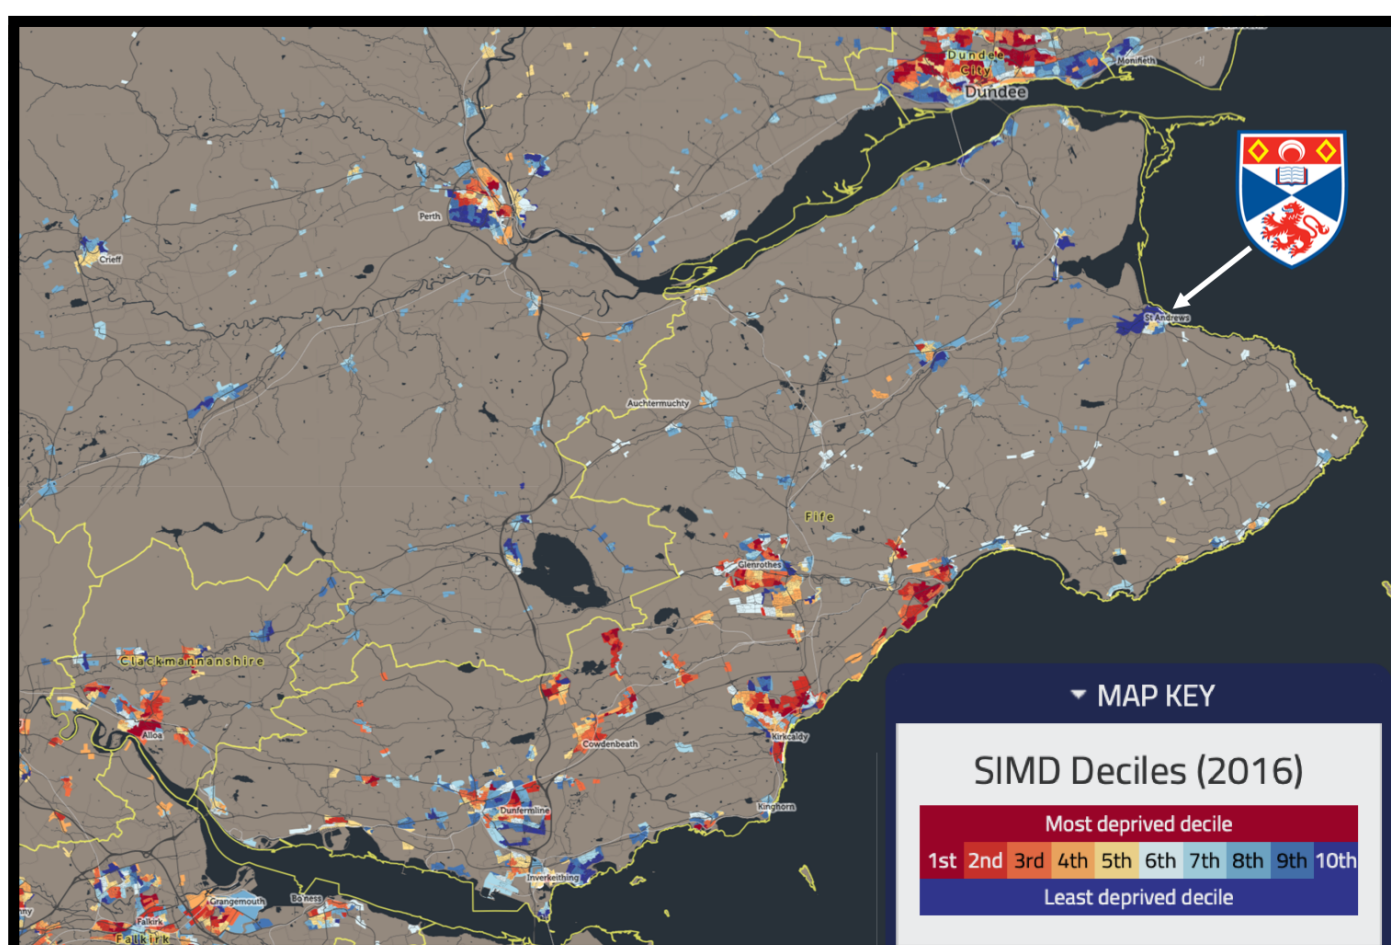 Dundee
City
Dundee
Monifieth
Perth
Crieff
St Andrews
Auchtermuchty
Fife
Glenrothes
Clackmannanshire
Alloa
Cowdenbeath
Kirkcaldy
Kinghorn
Dunfermline
Inverkeithing
Grangemouth
Bo'ness
Falkirk
Falkirk
MAP KEY
SIMD Deciles (2016)
Most deprived decile
1st 2nd 3rd 4th 5th 6th 7th 8th 9th 10th
Least deprived decile